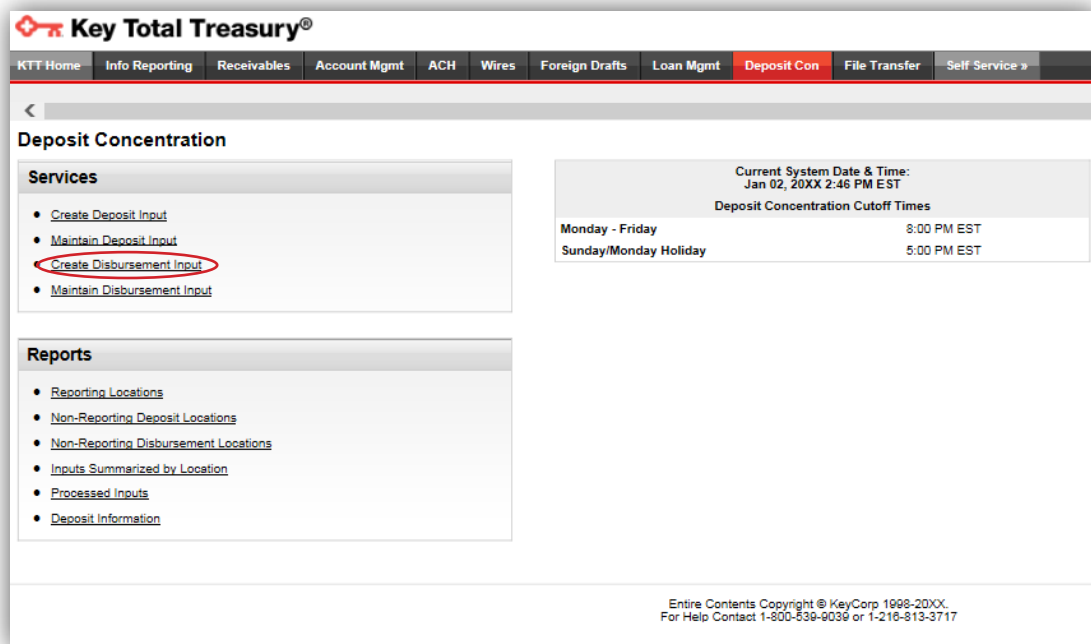 Key Total Treasury®
KTT Home Info Reporting Receivables Account Mgmt ACH Wires Foreign Drafts Loan Mgmt Deposit Con File Transfer Self Service »
Deposit Concentration
Services
Create Deposit Input
Maintain Deposit Input
Create Disbursement Input
Maintain Disbursement Input
Current System Date & Time:
Jan 02, 20XX 2:46 PM EST
Deposit Concentration Cutoff Times
Monday - Friday 8:00 PM EST
Sunday/Monday Holiday 5:00 PM EST
Reports
Reporting Locations
Non-Reporting Deposit Locations
Non-Reporting Disbursement Locations
Inputs Summarized by Location
Processed Inputs
Deposit Information
Entire Contents Copyright © KeyCorp 1998-20XX.
For Help Contact 1-800-539-9039 or 1-216-813-3717